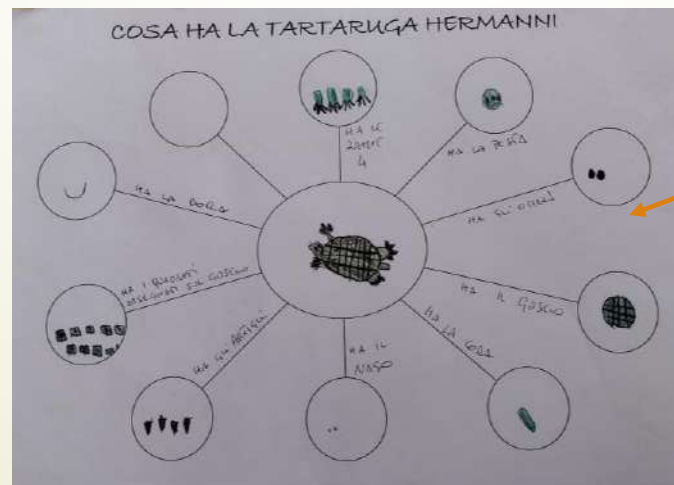 COSA HA LA TARTARUGA HERMANNI
HA LE
ZAMPE
4
HA LA TESTA
HA GLI OCCHI
HA IL GUSCIO
HA LA CODA
HA IL
NASO
HA GLI ARTIGLI
HA I QUADRATI
DISEGNATI SUL GUSCIO
HA LA BOCCA